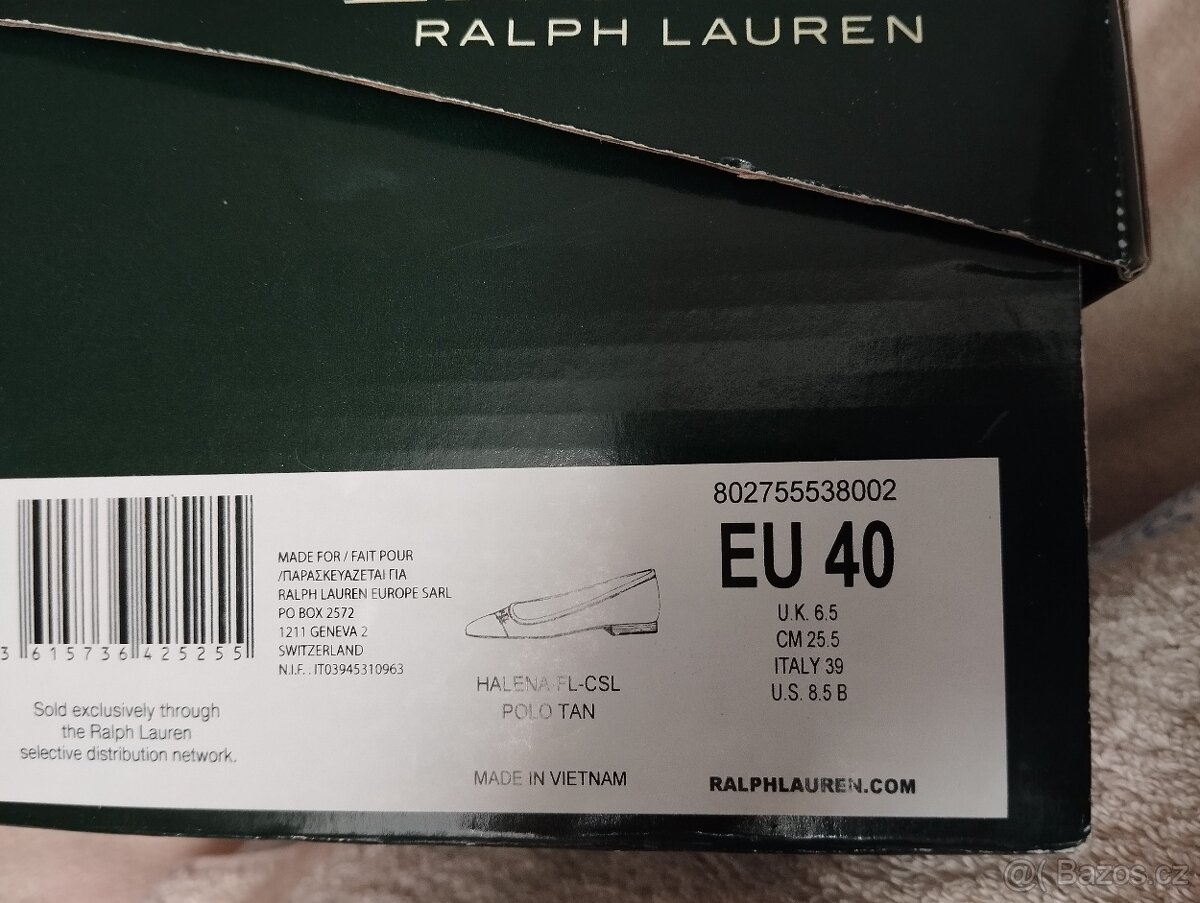 RALPH LAUREN
802755538002
EU 40
U.K. 6.5
CM 25.5
ITALY 39
U.S. 8.5 B
MADE FOR / FAIT POUR
/ΠΑΡΑΣΚΕΥΑΖΕΤΑΙ ΓΙΑ
RALPH LAUREN EUROPE SARL
PO BOX 2572
1211 GENEVA 2
SWITZERLAND
N.I.F. . IT03945310963
3 615736 425255
Sold exclusively through
the Ralph Lauren
selective distribution network.
HALENA FL-CSL
POLO TAN
MADE IN VIETNAM
RALPHLAUREN.COM
@( Bazos.cz